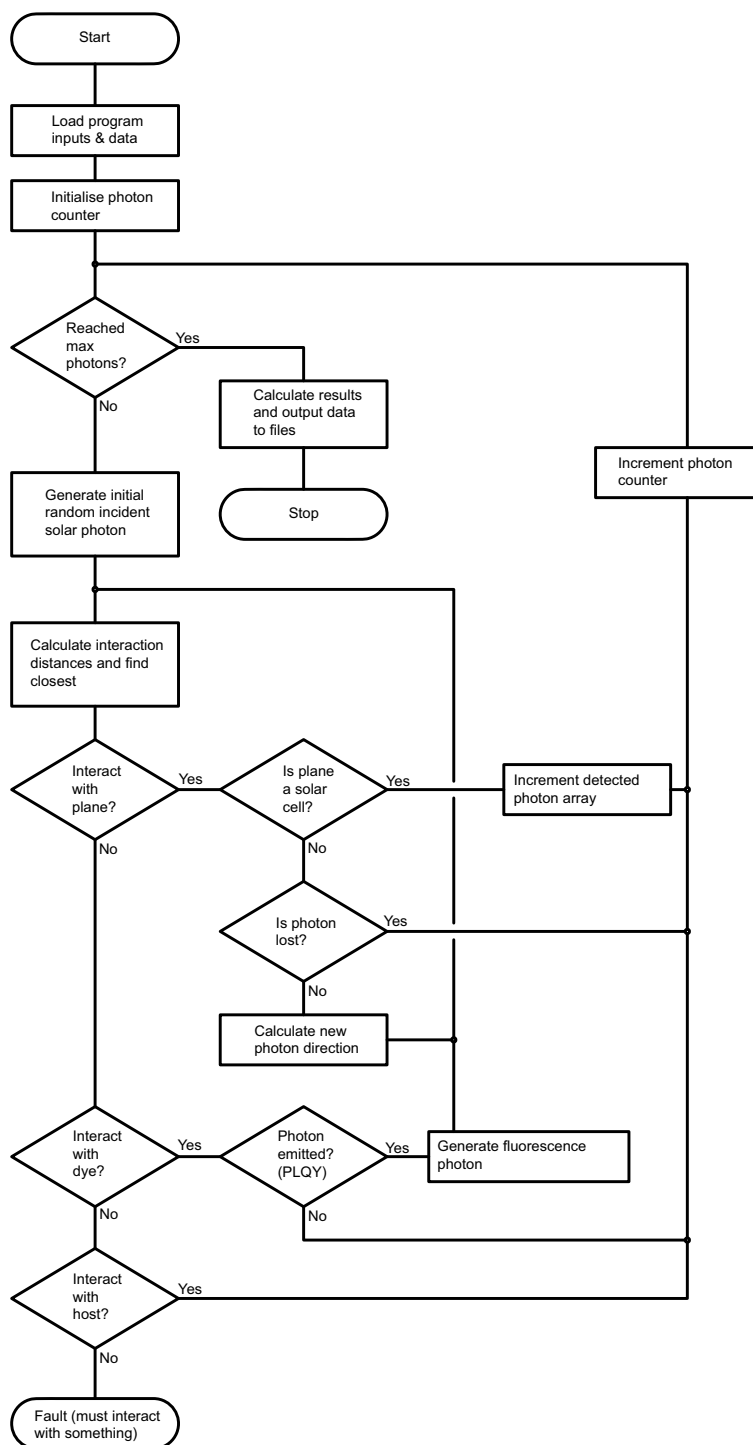 Start
Load program
inputs & data
Initialise photon
counter
Reached
max
photons?
Yes
No
Calculate results
and output data
to files
Stop
Increment photon
counter
Generate initial
random incident
solar photon
Calculate interaction
distances and find
closest
Interact
with
plane?
Yes
No
Is plane
a solar
cell?
Yes
No
Increment detected
photon array
Is photon
lost?
Yes
No
Calculate new
photon direction
Interact
with
dye?
Yes
No
Photon
emitted?
(PLQY)
Yes
No
Generate fluorescence
photon
Interact
with
host?
Yes
No
Fault (must interact
with something)